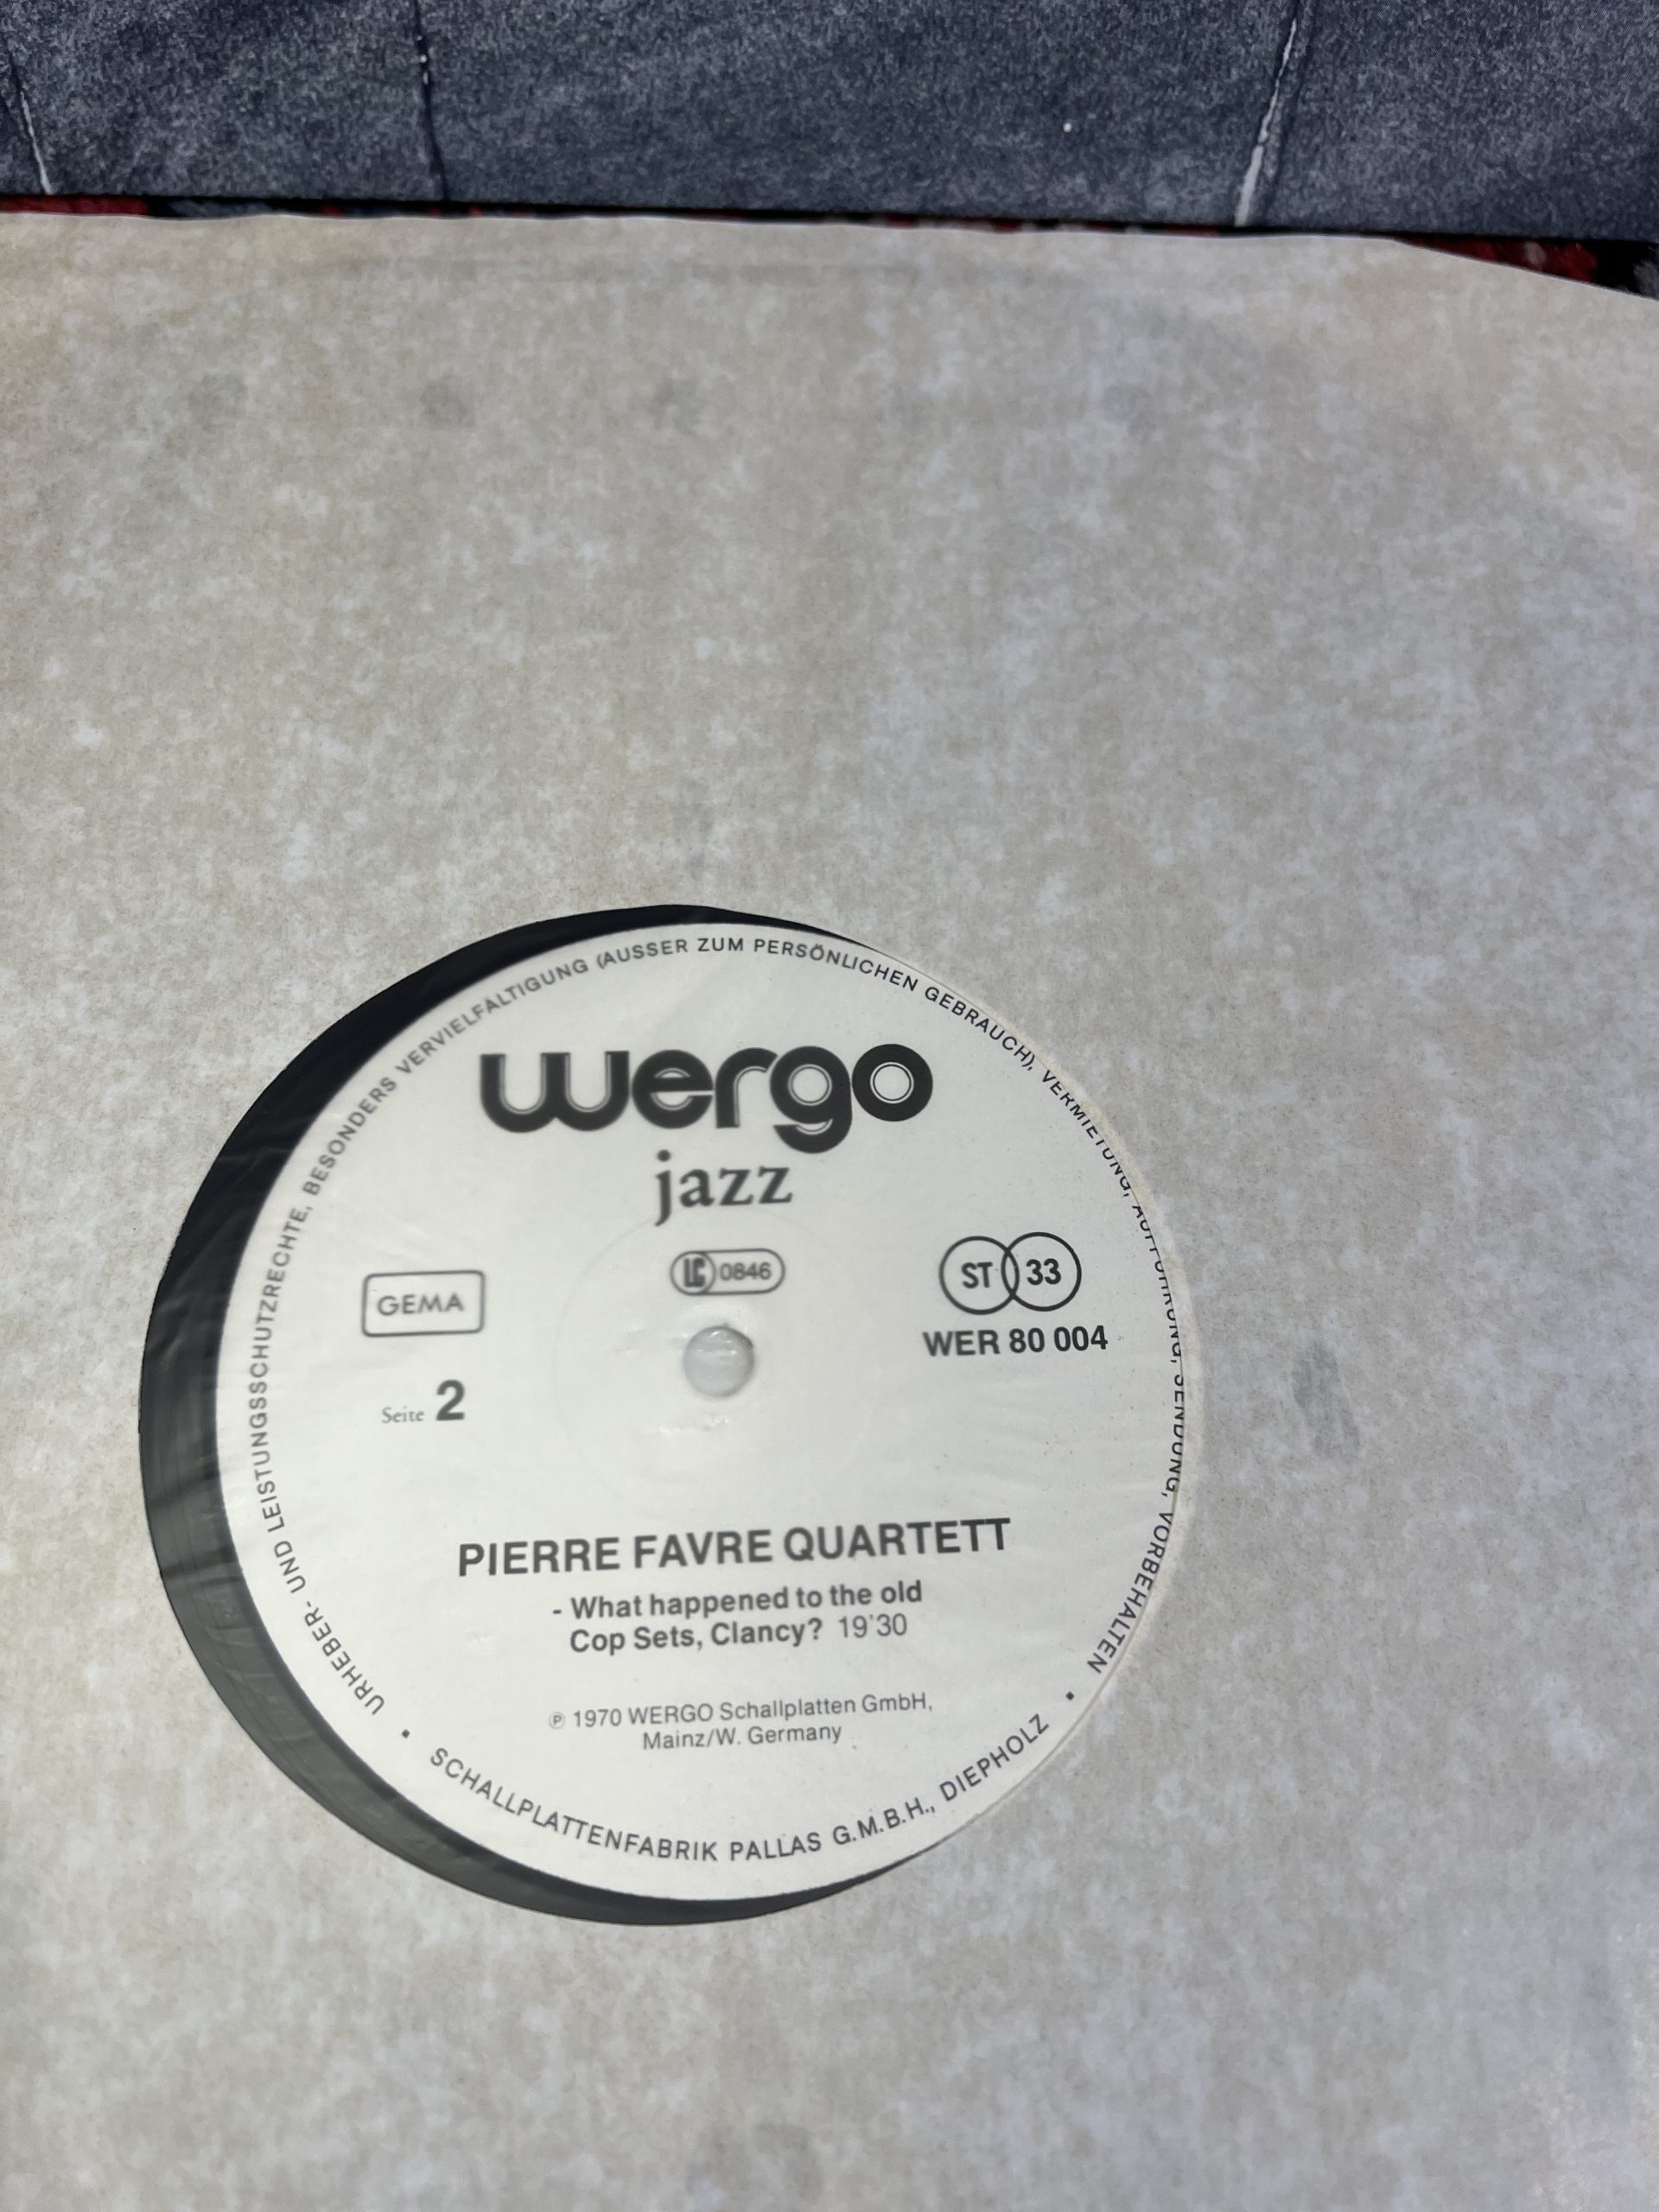 URHEBER- UND LEISTUNGSSCHUTZRECHTE, BESONDERS VERVIELFALTIGUNG (AUSSER ZUM PERSÖNLICHEN GEBRAUCH), VERMIETUNG, AUFFÜHRUNG, SENDUNG, VORBEHALTEN
wergo
jazz
LC 0846
GEMA
ST 33
WER 80 004
Seite 2
PIERRE FAVRE QUARTETT
- What happened to the old
Cop Sets, Clancy? 19'30
℗ 1970 WERGO Schallplatten GmbH,
Mainz/W. Germany
• SCHALLPLATTENFABRIK PALLAS G.M.B.H., DIEPHOLZ •